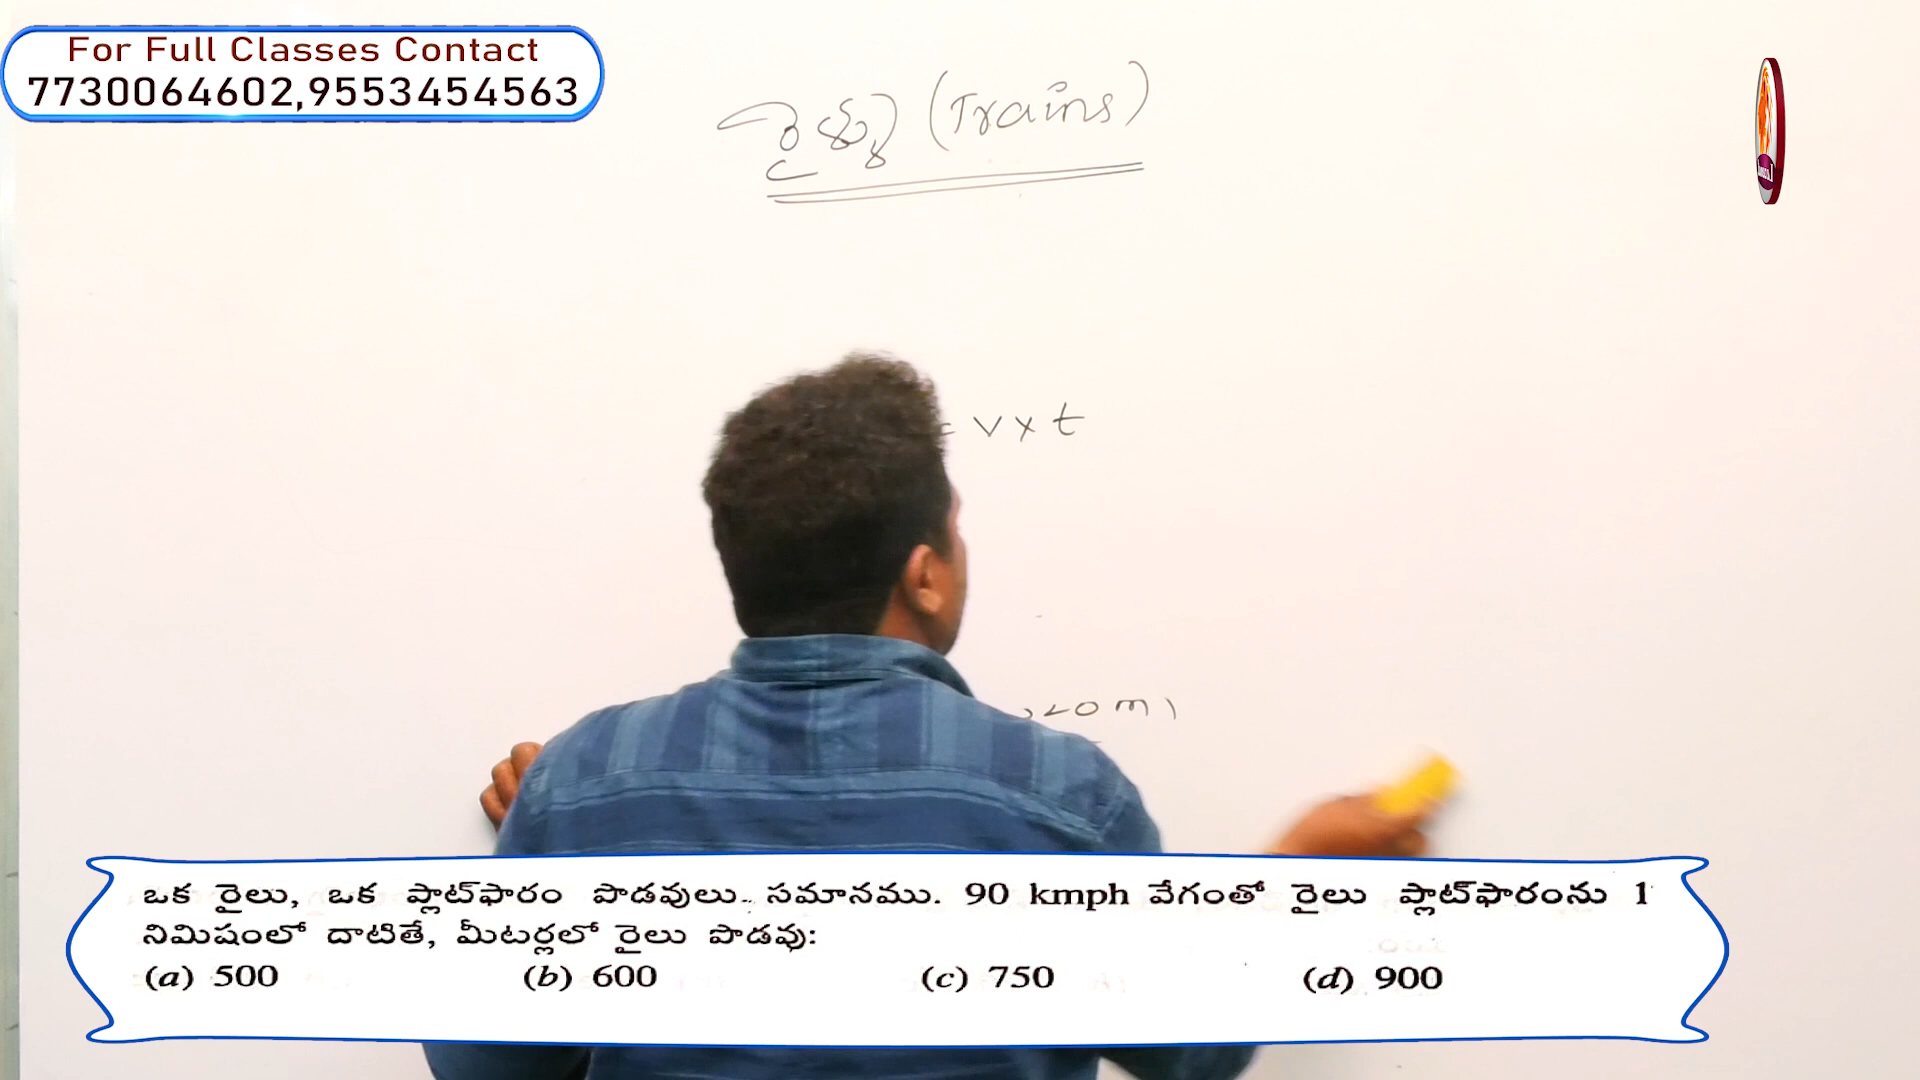 For Full Classes Contact
7730064602,9553454563
రైళ్ళు (Trains)
= v x t
20 m
ఒక రైలు, ఒక ప్లాట్‌ఫారం పొడవులు సమానము. 90 kmph వేగంతో రైలు ప్లాట్‌ఫారంను 1
నిమిషంలో దాటితే, మీటర్లలో రైలు పొడవు:
(a) 500 (b) 600 (c) 750 (d) 900